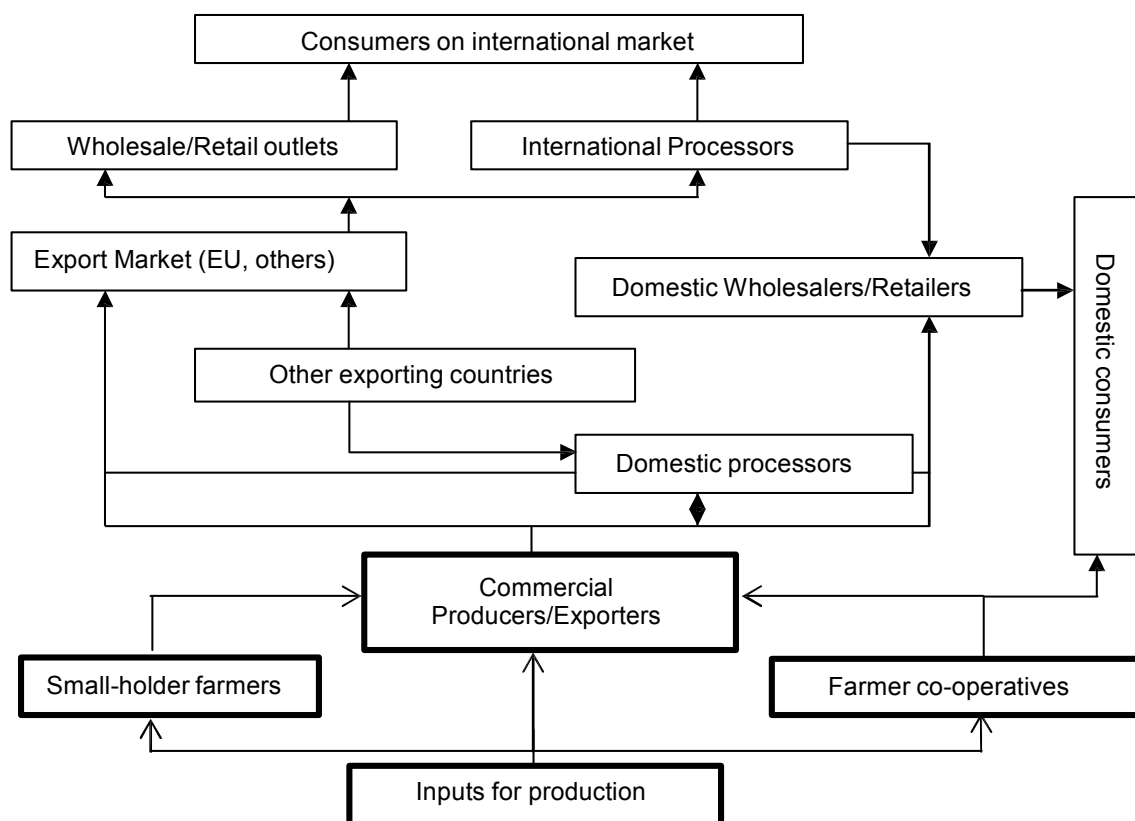 Consumers on international market
Wholesale/Retail outlets
International Processors
Export Market (EU, others)
Domestic Wholesalers/Retailers
Domestic consumers
Other exporting countries
Domestic processors
Commercial
Producers/Exporters
Small-holder farmers
Farmer co-operatives
Inputs for production